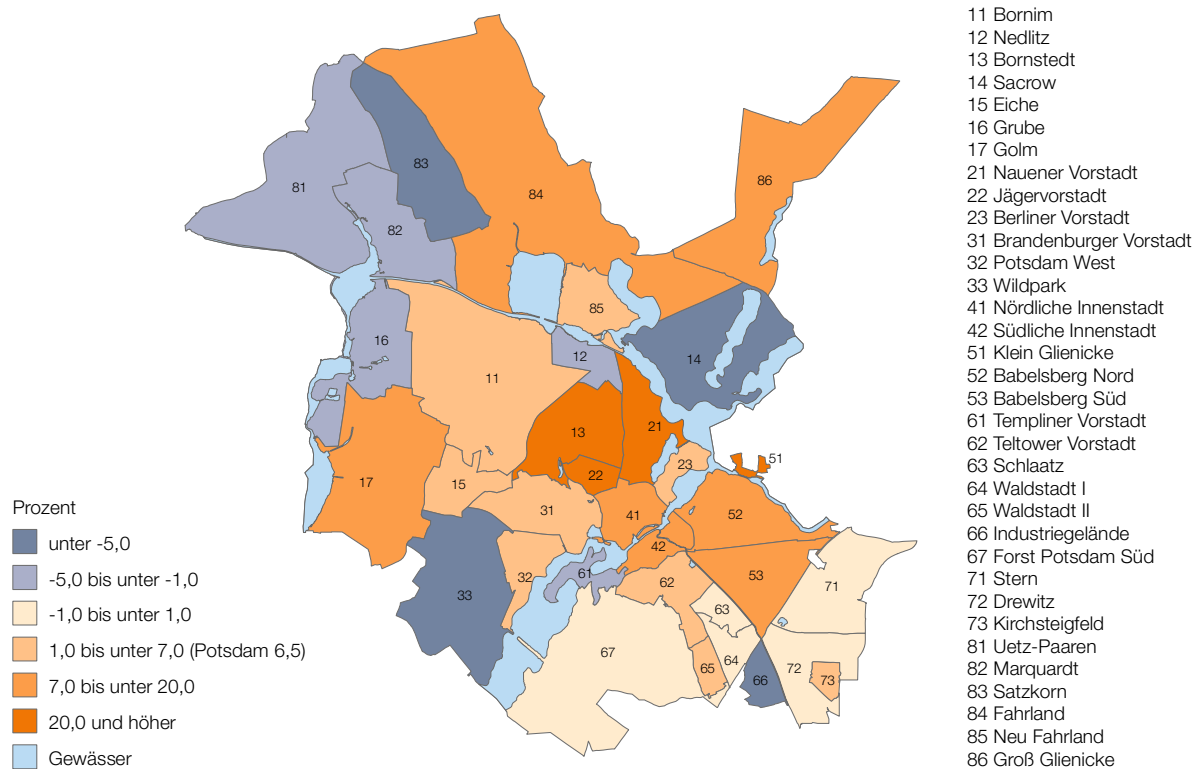 11 Bornim
12 Nedlitz
13 Bornstedt
14 Sacrow
15 Eiche
16 Grube
17 Golm
21 Nauener Vorstadt
22 Jägervorstadt
23 Berliner Vorstadt
31 Brandenburger Vorstadt
32 Potsdam West
33 Wildpark
41 Nördliche Innenstadt
42 Südliche Innenstadt
51 Klein Glienicke
52 Babelsberg Nord
53 Babelsberg Süd
61 Templiner Vorstadt
62 Teltower Vorstadt
63 Schlaatz
64 Waldstadt I
65 Waldstadt II
66 Industriegelände
67 Forst Potsdam Süd
71 Stern
72 Drewitz
73 Kirchsteigfeld
81 Uetz-Paaren
82 Marquardt
83 Satzkorn
84 Fahrland
85 Neu Fahrland
86 Groß Glienicke
83
86
81
84
82
85
16
12
14
11
13
21
51
23
22
17
15
31
41
52
42
61
32
62
53
71
33
63
67
64
65
66
72
73
Prozent
unter -5,0
-5,0 bis unter -1,0
-1,0 bis unter 1,0
1,0 bis unter 7,0 (Potsdam 6,5)
7,0 bis unter 20,0
20,0 und höher
Gewässer